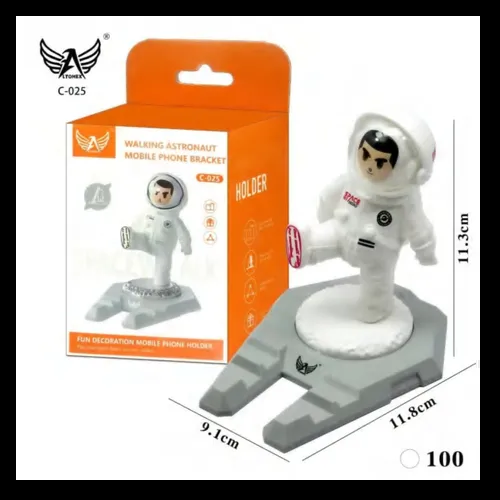 ®
ALTOMEX
C-025
WALKING ASTRONAUT
MOBILE PHONE BRACKET
C-025
HOLDER
FUN DECORATION MOBILE PHONE HOLDER
SPACE
11.3cm
9.1cm
11.8cm
100